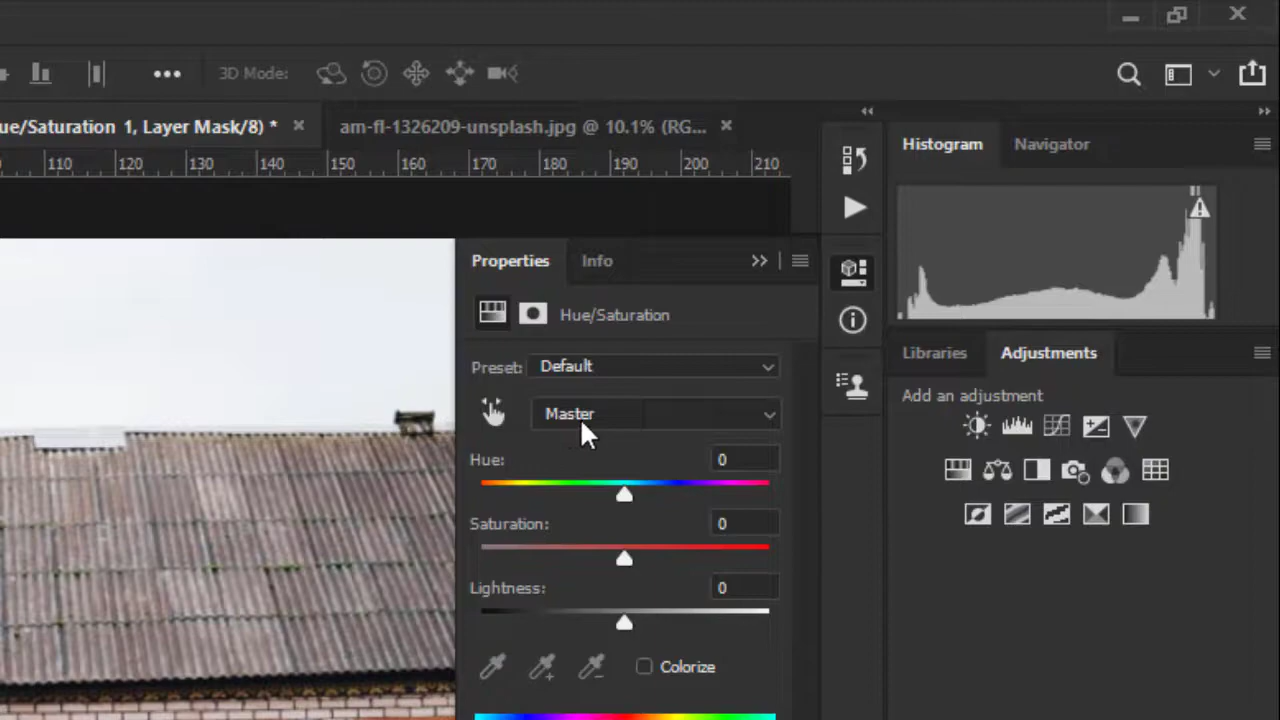 3D Mode:
ue/Saturation 1, Layer Mask/8) *
am-fl-1326209-unsplash.jpg @ 10.1% (RG...
110 120 130 140 150 160 170 180 190 200 210
Histogram
Navigator
Properties
Info
Hue/Saturation
Preset:
Default
Master
Hue:
0
Saturation:
0
Lightness:
0
Colorize
Libraries
Adjustments
Add an adjustment